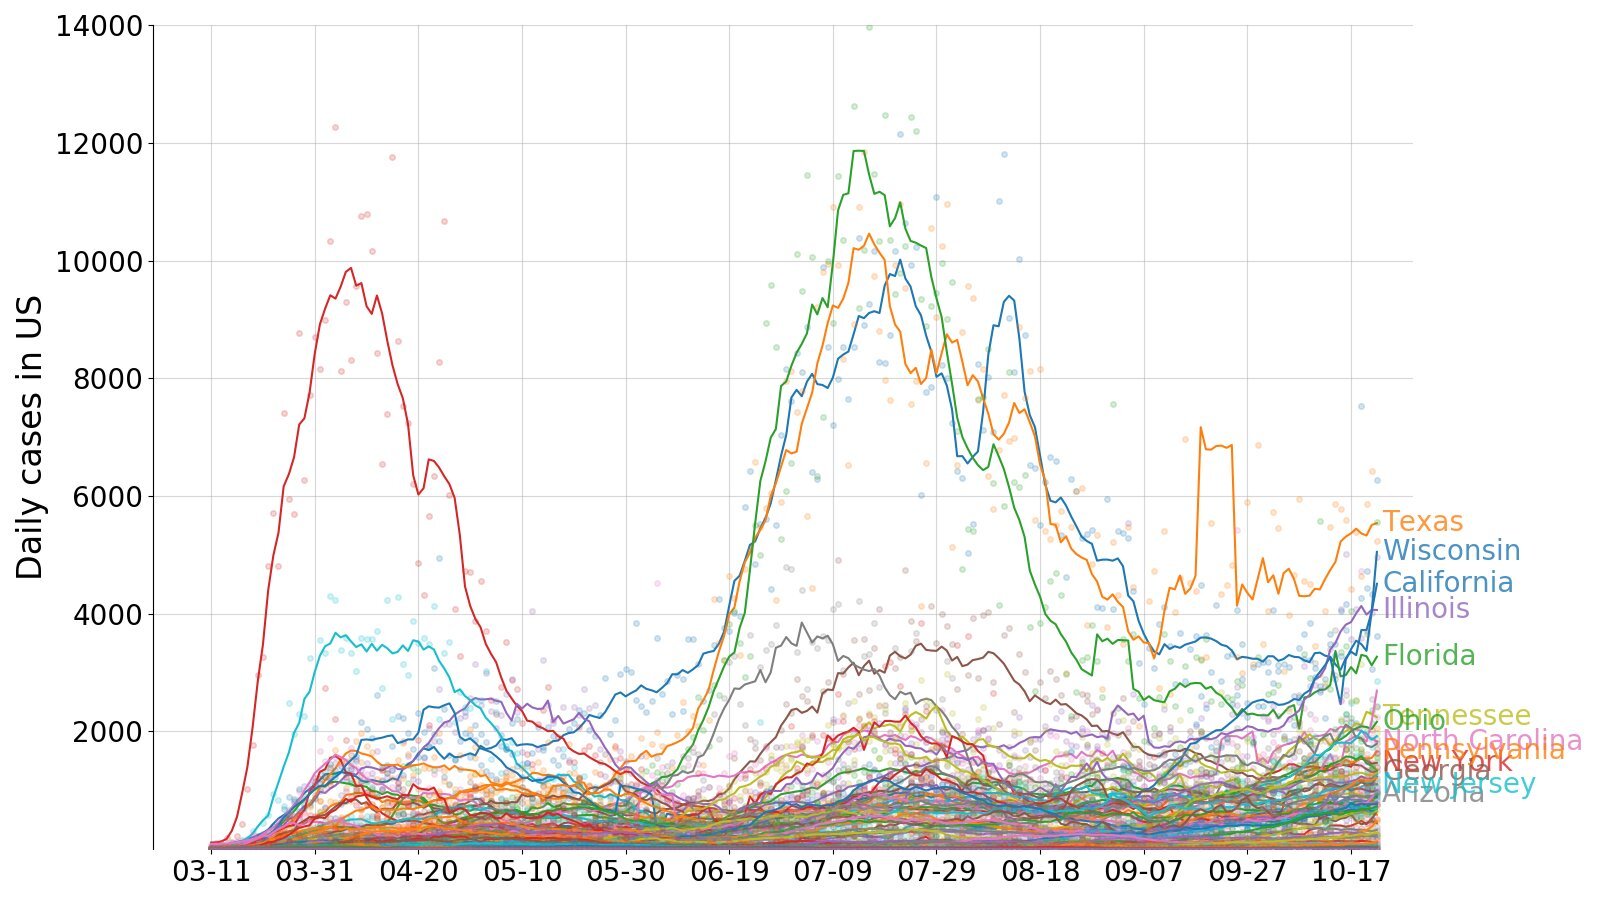 14000
12000
10000
8000
6000
4000
2000
Daily cases in US
03-11 03-31 04-20 05-10 05-30 06-19 07-09 07-29 08-18 09-07 09-27 10-17
Texas
Wisconsin
California
Illinois
Florida
Tennessee
Ohio
North Carolina
Pennsylvania
New York
Georgia
New Jersey
Arizona